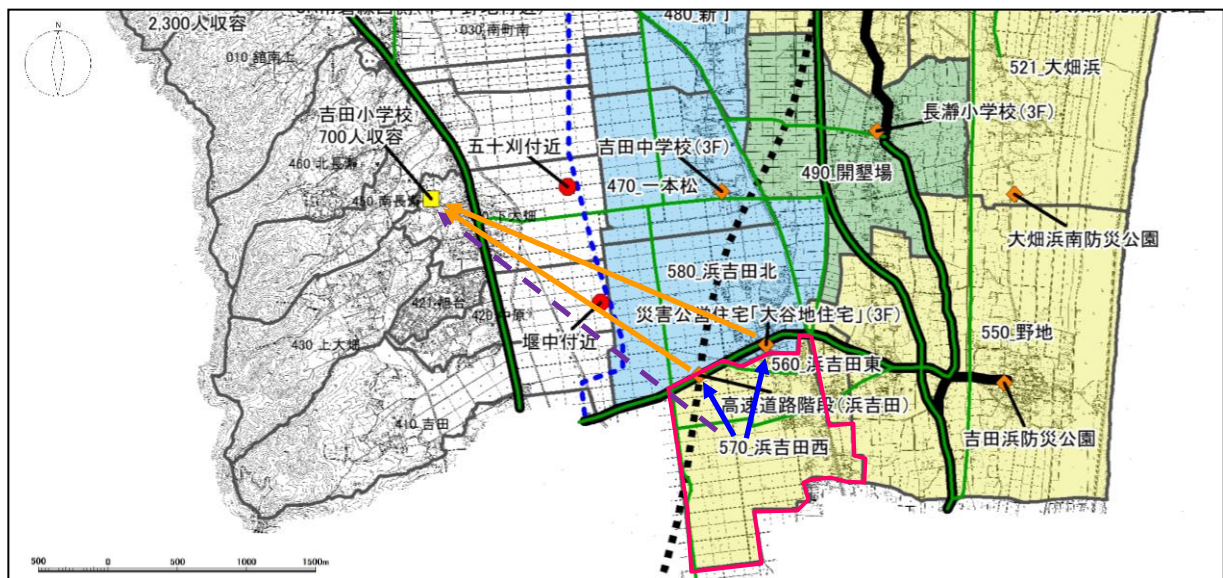 2,300人収容
480_新丁
030_南町南
010_舘南上
521_大畑浜
吉田小学校
700人収容
長瀞小学校(3F)
五十刈付近
吉田中学校(3F)
460_北長瀞
470_一本松
490_開墾場
450_南長瀞
下大畑
大畑浜南防災公園
580_浜吉田北
421_旭台
420_中原
災害公営住宅「大谷地住宅」(3F)
430_上大畑
堰中付近
550_野地
560_浜吉田東
高速道路階段(浜吉田)
410_吉田
570_浜吉田西
吉田浜防災公園
N
500 0 500 1000 1500m